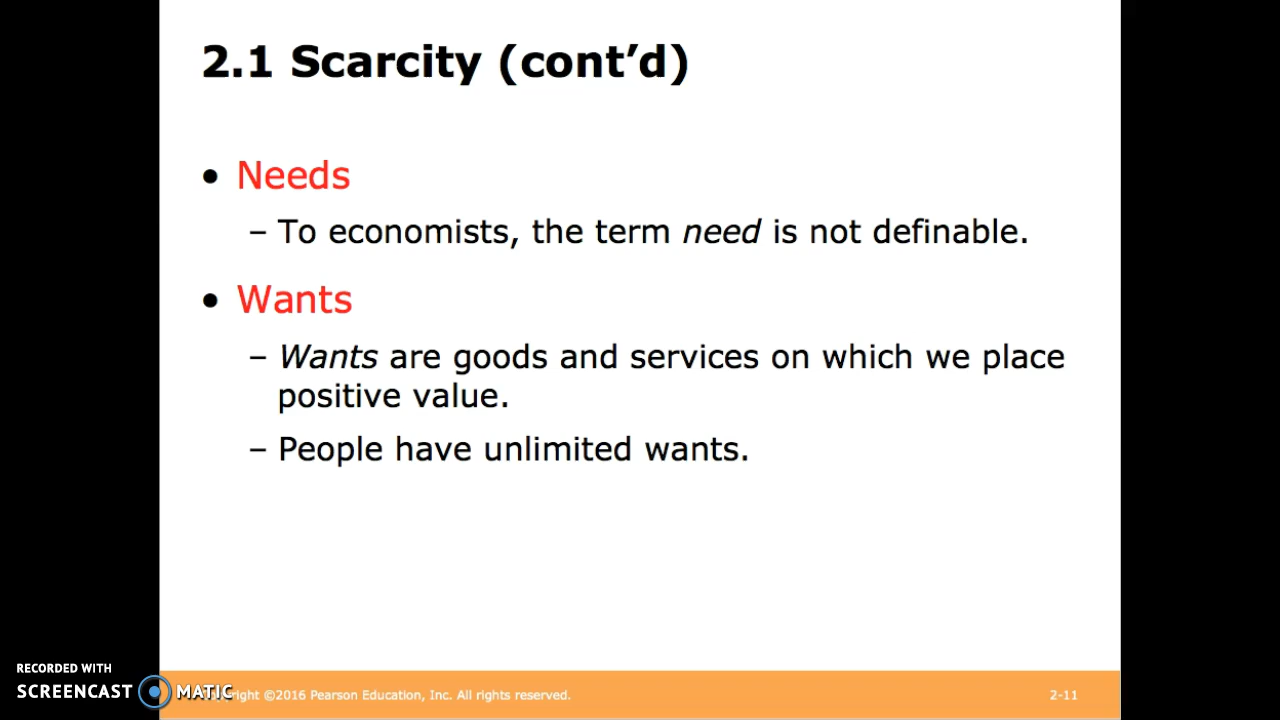 2.1 Scarcity (cont’d)
• Needs
– To economists, the term need is not definable.
• Wants
– Wants are goods and services on which we place
positive value.
– People have unlimited wants.
RECORDED WITH
SCREENCAST MATIC
©2016 Pearson Education, Inc. All rights reserved.
2-11